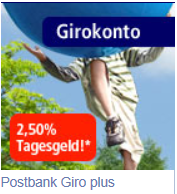 Girokonto
2,50%
Tagesgeld!*
Postbank Giro plus